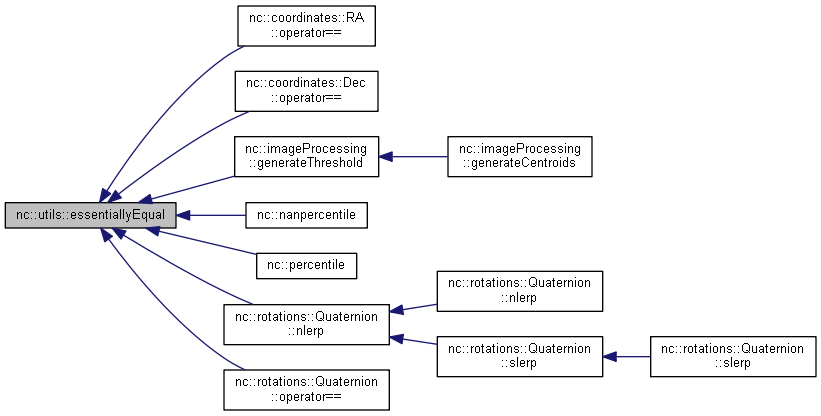 nc::coordinates::RA
::operator==
nc::coordinates::Dec
::operator==
nc::imageProcessing
::generateThreshold
nc::imageProcessing
::generateCentroids
nc::utils::essentiallyEqual
nc::nanpercentile
nc::percentile
nc::rotations::Quaternion
::nlerp
nc::rotations::Quaternion
::nlerp
nc::rotations::Quaternion
::slerp
nc::rotations::Quaternion
::slerp
nc::rotations::Quaternion
::operator==